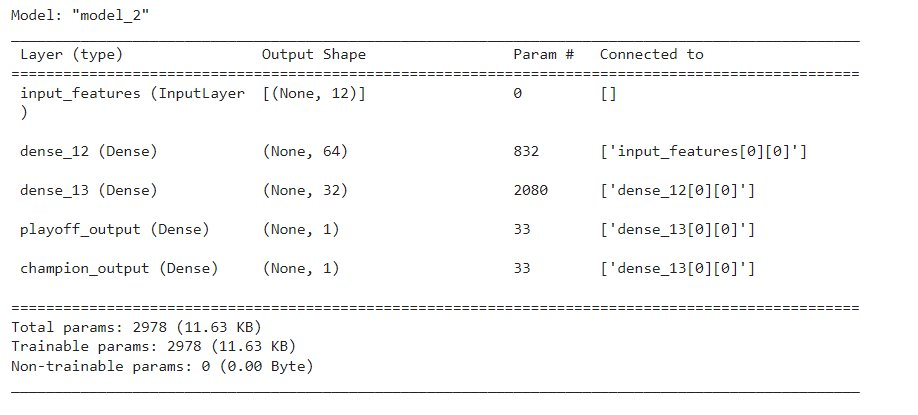 Model: "model_2"
Layer (type) Output Shape Param # Connected to
input_features (InputLayer [(None, 12)] 0 []
)
dense_12 (Dense) (None, 64) 832 ['input_features[0][0]']
dense_13 (Dense) (None, 32) 2080 ['dense_12[0][0]']
playoff_output (Dense) (None, 1) 33 ['dense_13[0][0]']
champion_output (Dense) (None, 1) 33 ['dense_13[0][0]']
Total params: 2978 (11.63 KB)
Trainable params: 2978 (11.63 KB)
Non-trainable params: 0 (0.00 Byte)